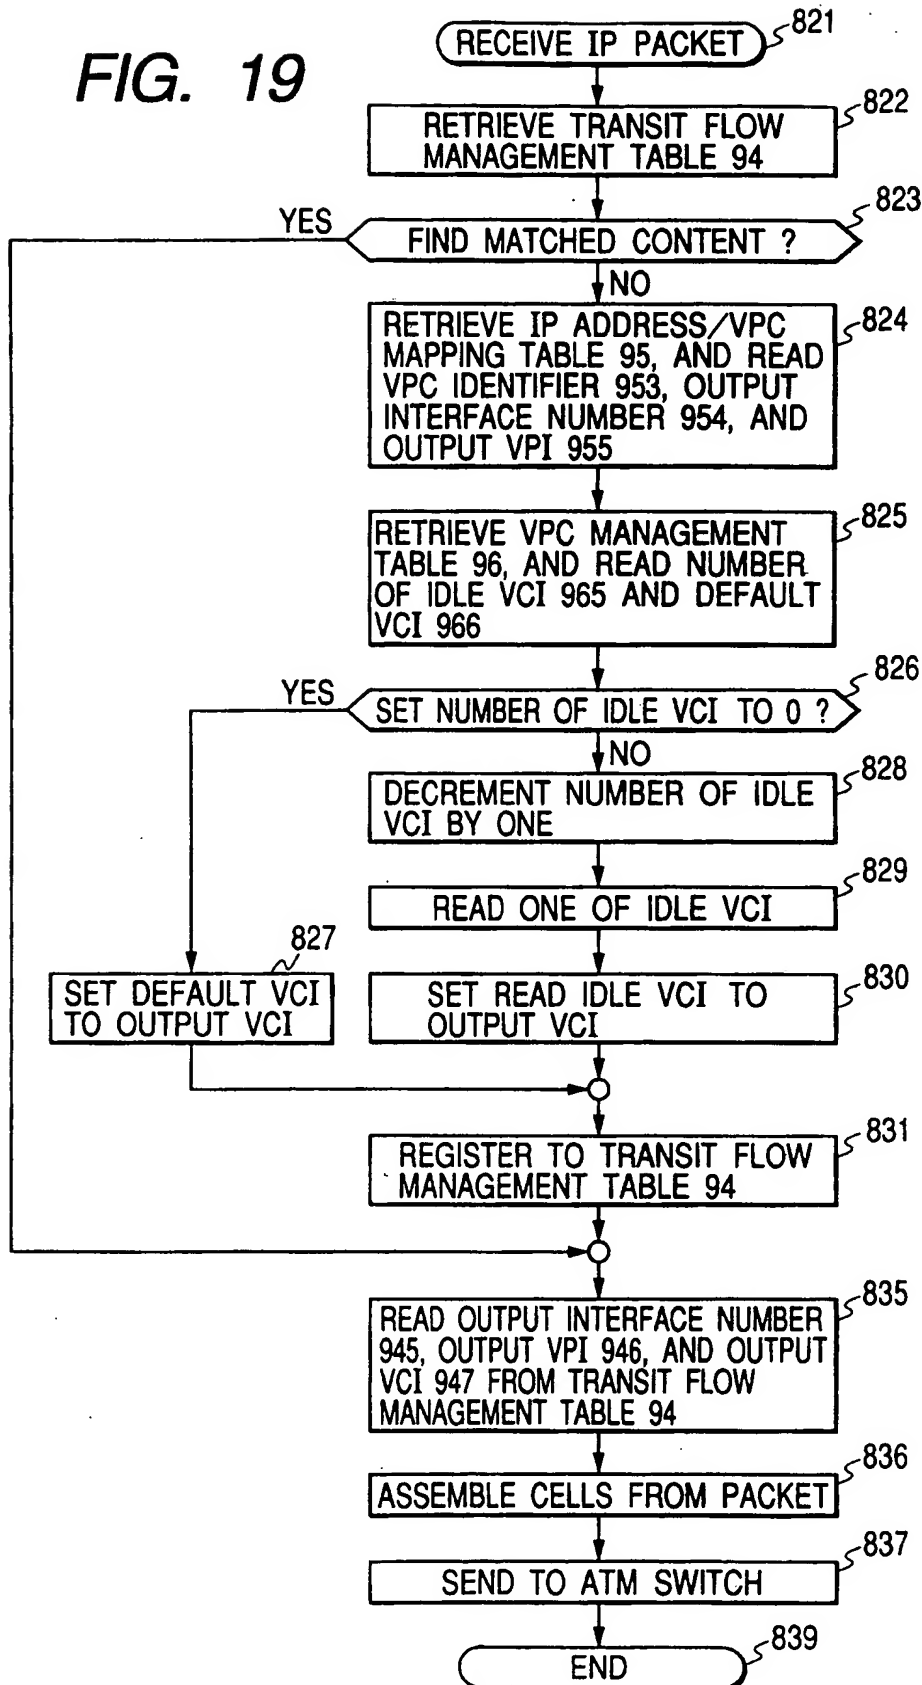 FIG. 19
RECEIVE IP PACKET
821
RETRIEVE TRANSIT FLOW
MANAGEMENT TABLE 94
822
YES
FIND MATCHED CONTENT ?
823
NO
RETRIEVE IP ADDRESS/VPC
MAPPING TABLE 95, AND READ
VPC IDENTIFIER 953, OUTPUT
INTERFACE NUMBER 954, AND
OUTPUT VPI 955
824
RETRIEVE VPC MANAGEMENT
TABLE 96, AND READ NUMBER
OF IDLE VCI 965 AND DEFAULT
VCI 966
825
YES
SET NUMBER OF IDLE VCI TO 0 ?
826
NO
DECREMENT NUMBER OF IDLE
VCI BY ONE
828
READ ONE OF IDLE VCI
829
827
SET DEFAULT VCI
TO OUTPUT VCI
SET READ IDLE VCI TO
OUTPUT VCI
830
REGISTER TO TRANSIT FLOW
MANAGEMENT TABLE 94
831
READ OUTPUT INTERFACE NUMBER
945, OUTPUT VPI 946, AND OUTPUT
VCI 947 FROM TRANSIT FLOW
MANAGEMENT TABLE 94
835
ASSEMBLE CELLS FROM PACKET
836
SEND TO ATM SWITCH
837
END
839